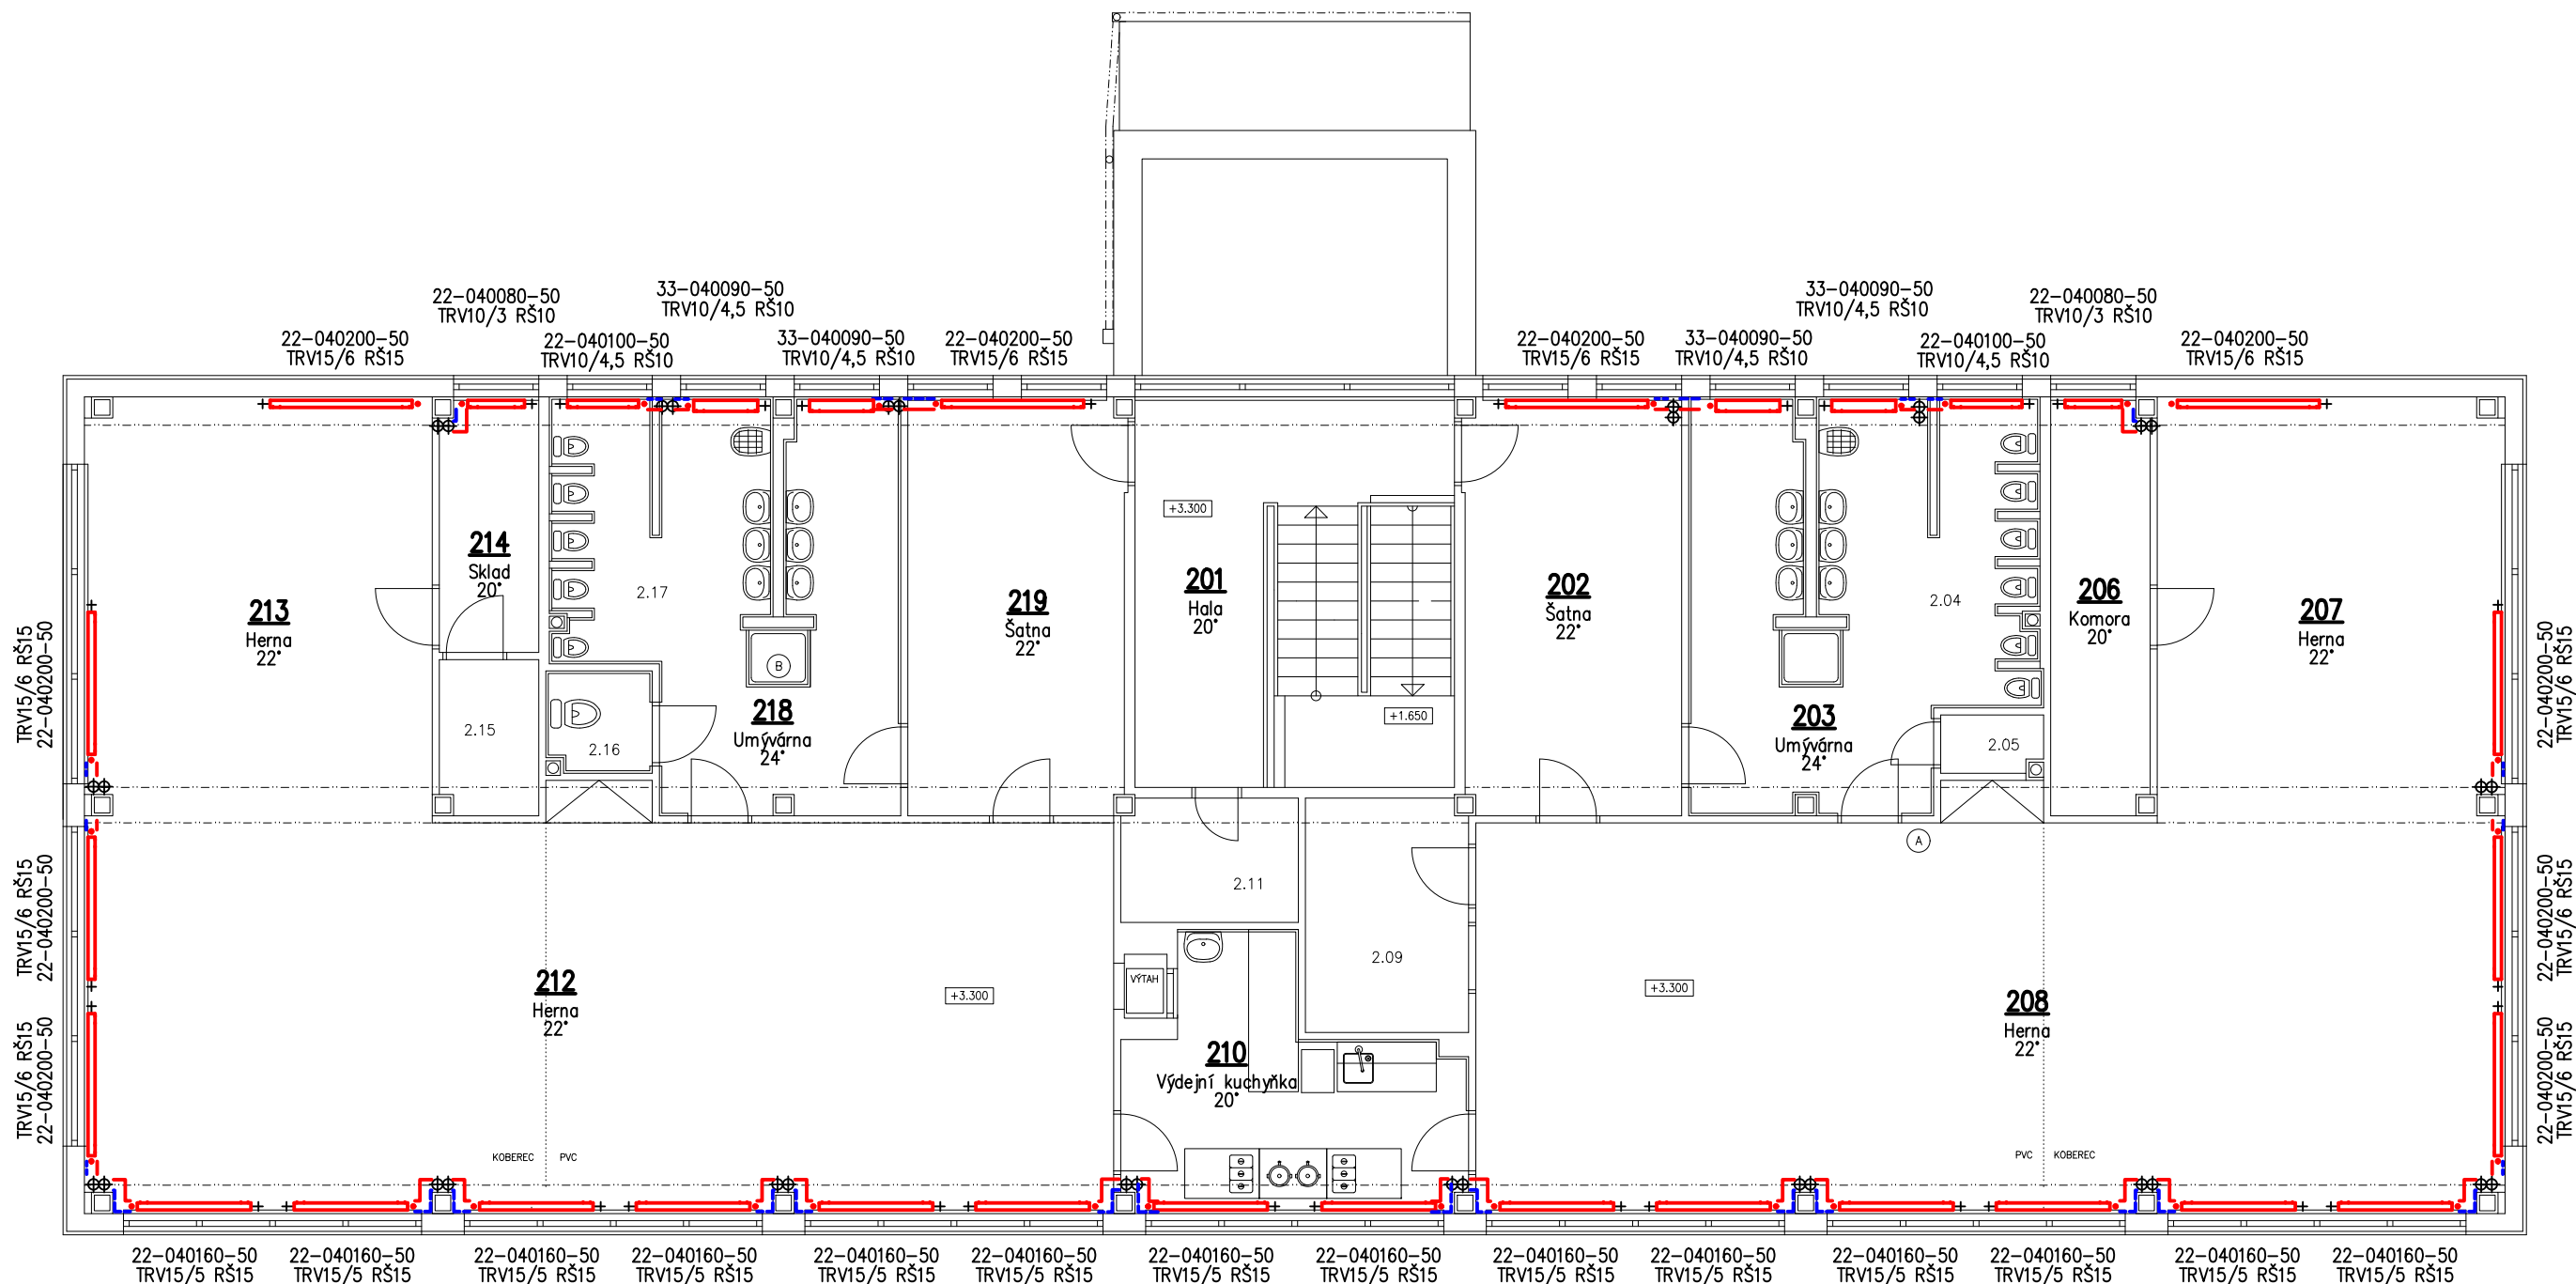 33-040090-50
TRV10/4,5 RŠ10
33-040090-50
TRV10/4,5 RŠ10
22-040080-50
TRV10/3 RŠ10
22-040080-50
TRV10/3 RŠ10
22-040200-50
TRV15/6 RŠ15
22-040100-50
TRV10/4,5 RŠ10
33-040090-50
TRV10/4,5 RŠ10
22-040200-50
TRV15/6 RŠ15
22-040200-50
TRV15/6 RŠ15
33-040090-50
TRV10/4,5 RŠ10
22-040100-50
TRV10/4,5 RŠ10
22-040200-50
TRV15/6 RŠ15
213
Herna
22°
214
Sklad
20°
2.15
2.16
2.17
B
218
Umývárna
24°
219
Šatna
22°
+3.300
201
Hala
20°
+1.650
202
Šatna
22°
203
Umývárna
24°
2.04
2.05
206
Komora
20°
207
Herna
22°
TRV15/6 RŠ15
22-040200-50
22-040200-50
TRV15/6 RŠ15
A
2.11
2.09
VÝTAH
212
Herna
22°
+3.300
+3.300
208
Herna
22°
210
Výdejní kuchyňka
20°
TRV15/6 RŠ15
22-040200-50
TRV15/6 RŠ15
22-040200-50
22-040200-50
TRV15/6 RŠ15
22-040200-50
TRV15/6 RŠ15
KOBEREC PVC
PVC KOBEREC
22-040160-50
TRV15/5 RŠ15
22-040160-50
TRV15/5 RŠ15
22-040160-50
TRV15/5 RŠ15
22-040160-50
TRV15/5 RŠ15
22-040160-50
TRV15/5 RŠ15
22-040160-50
TRV15/5 RŠ15
22-040160-50
TRV15/5 RŠ15
22-040160-50
TRV15/5 RŠ15
22-040160-50
TRV15/5 RŠ15
22-040160-50
TRV15/5 RŠ15
22-040160-50
TRV15/5 RŠ15
22-040160-50
TRV15/5 RŠ15
22-040160-50
TRV15/5 RŠ15
22-040160-50
TRV15/5 RŠ15